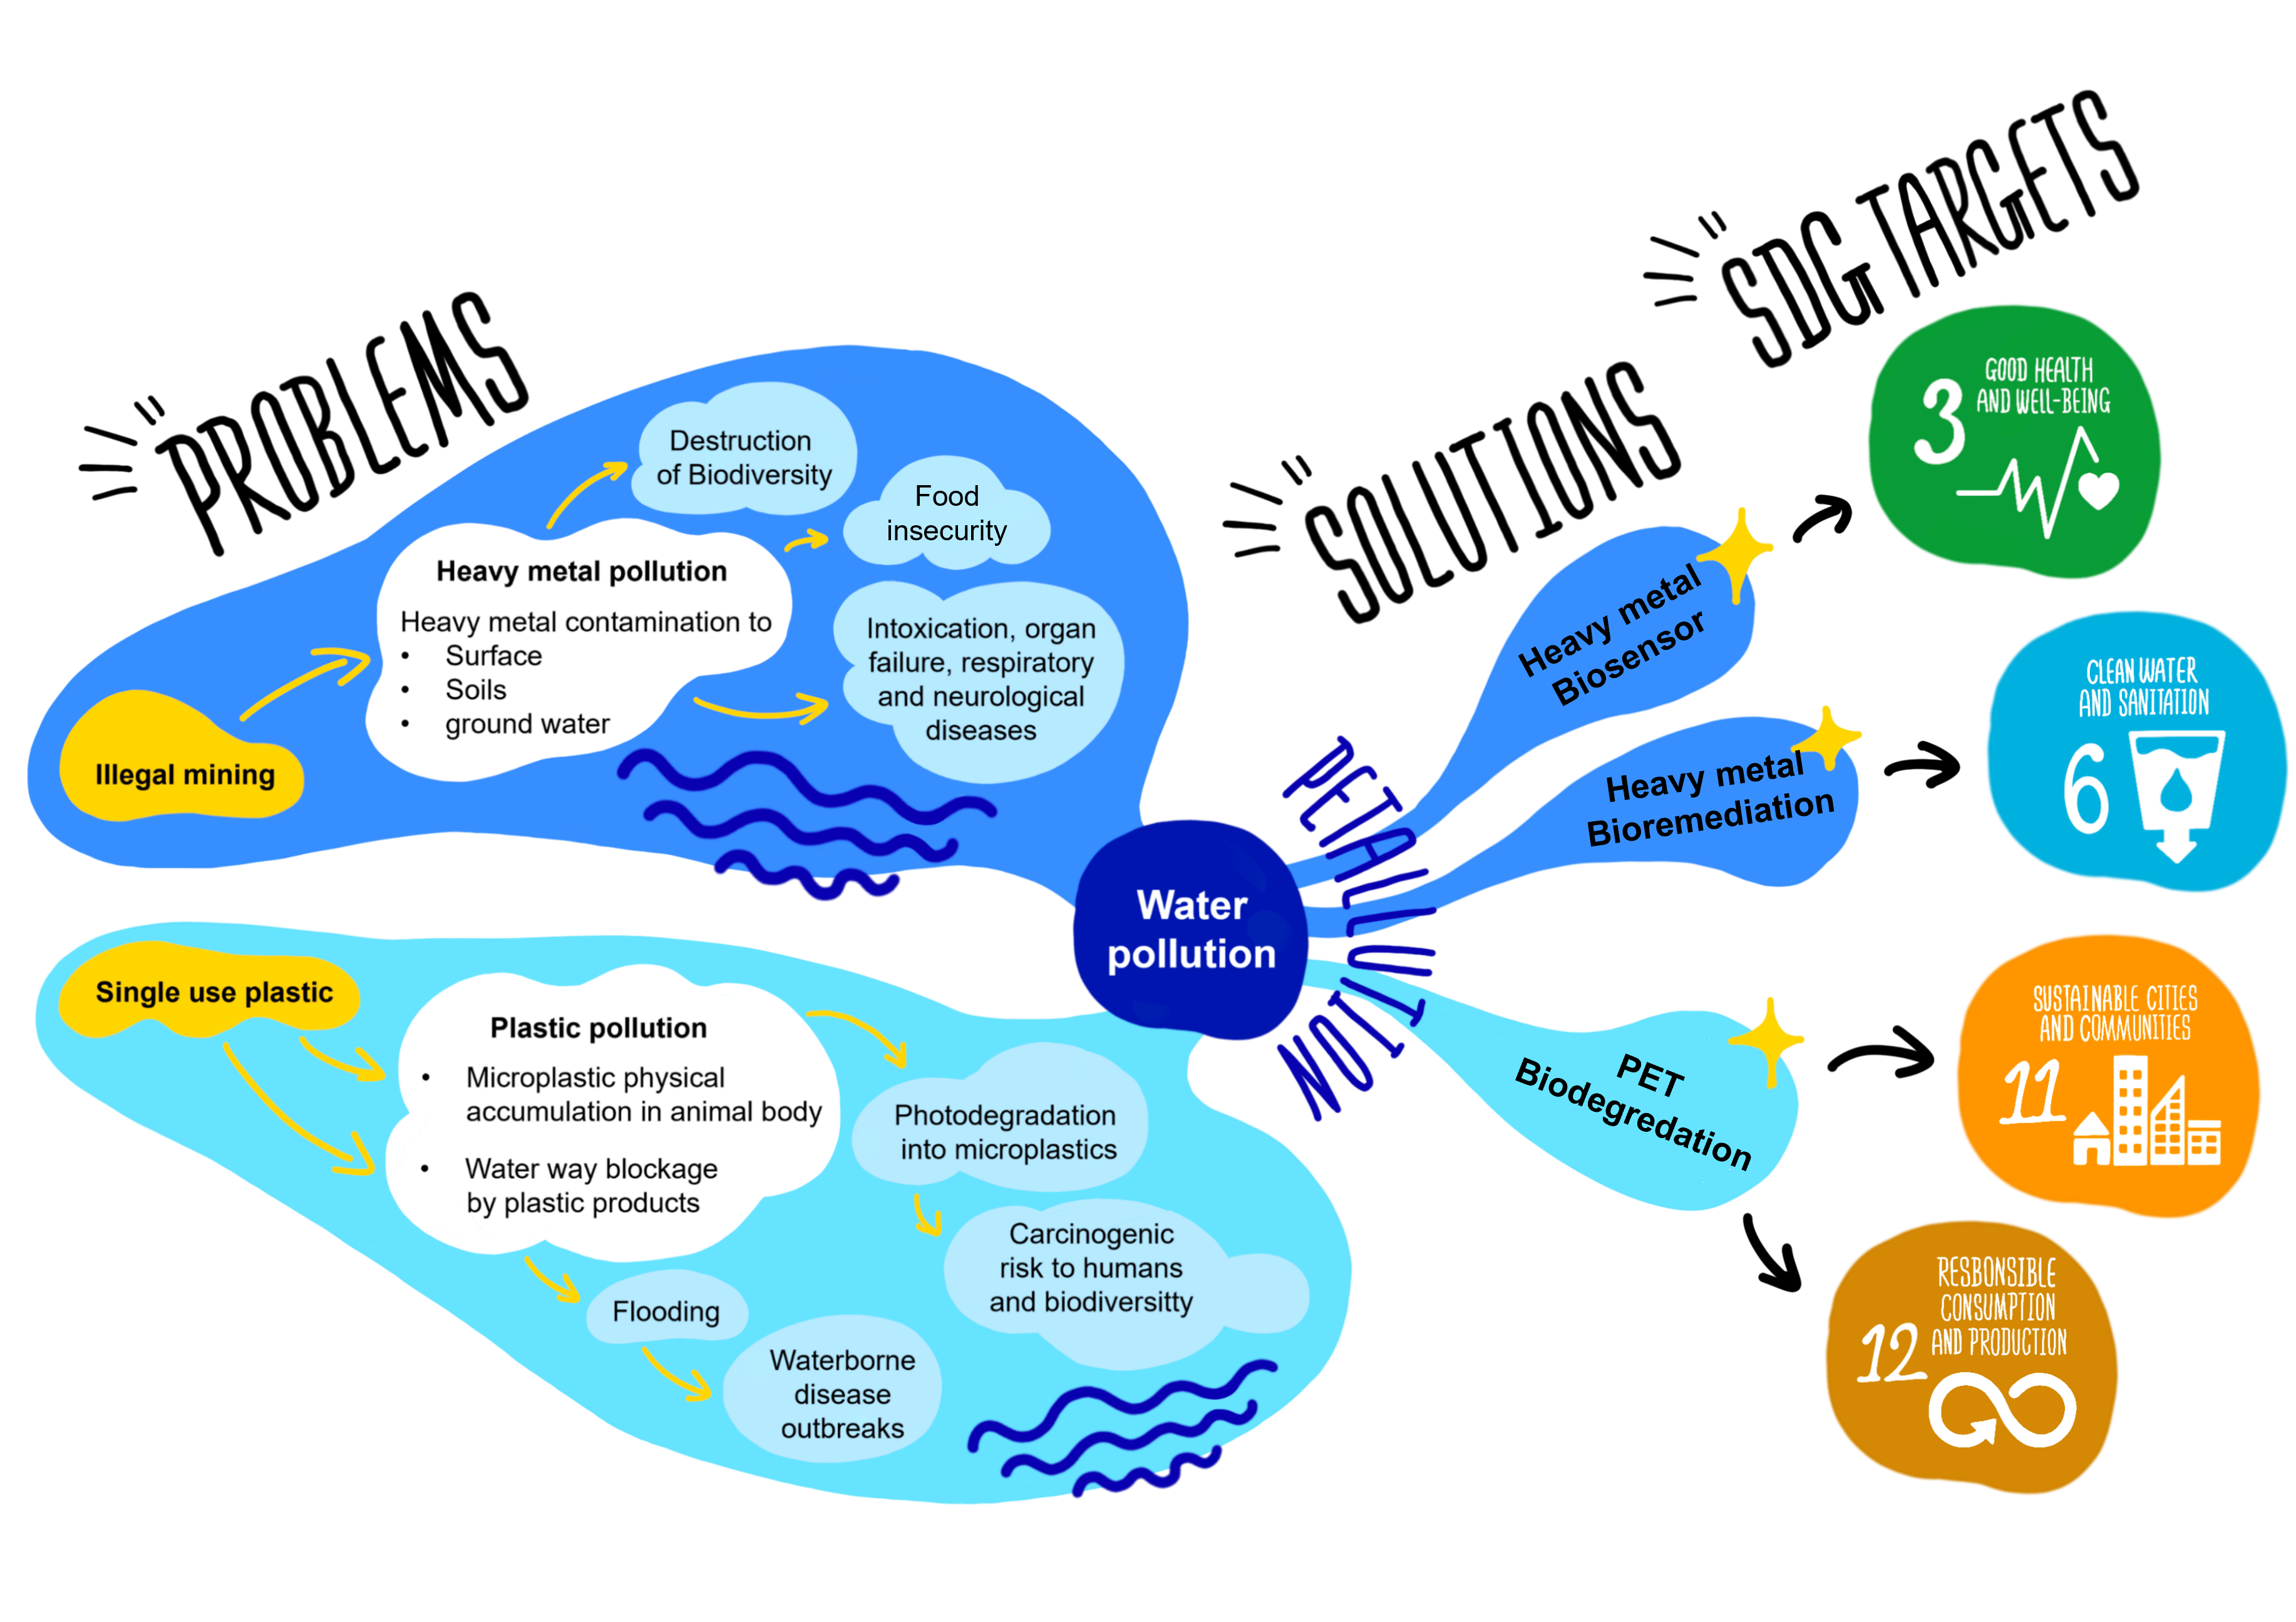 PROBLEMS
Illegal mining
Heavy metal pollution
Heavy metal contamination to
• Surface
• Soils
• ground water
Destruction
of Biodiversity
Food
insecurity
Intoxication, organ
failure, respiratory
and neurological
diseases
Single use plastic
Plastic pollution
• Microplastic physical
accumulation in animal body
• Water way blockage
by plastic products
Photodegradation
into microplastics
Carcinogenic
risk to humans
and biodiversitty
Flooding
Waterborne
disease
outbreaks
Water
pollution
PETALLUTION
SOLUTIONS
Heavy metal
Biosensor
Heavy metal
Bioremediation
PET
Biodegredation
SDG TARGETS
3
GOOD HEALTH
AND WELL-BEING
CLEAN WATER
AND SANITATION
6
SUSTAINABLE CITIES
AND COMMUNITIES
11
RESBONSIBLE
CONSUMPTION
AND PRODUCTION
12